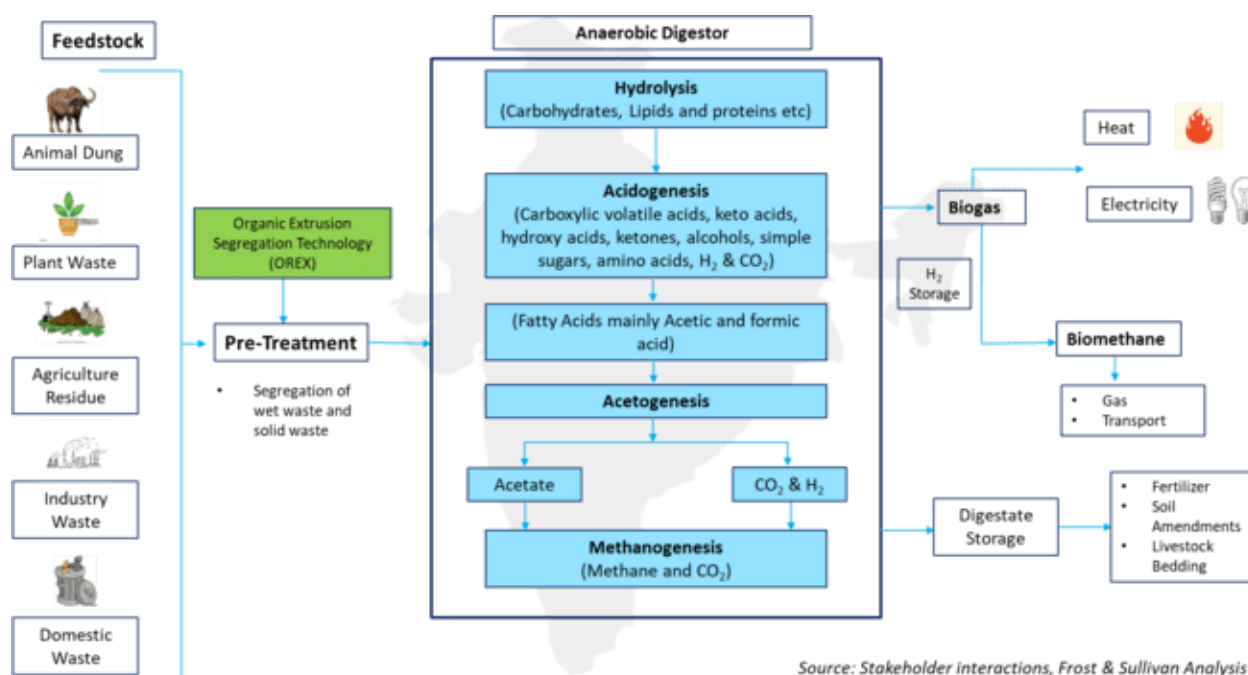 Feedstock
Animal Dung
Plant Waste
Agriculture
Residue
Industry
Waste
Domestic
Waste
Organic Extrusion
Segregation Technology
(OREX)
Pre-Treatment
• Segregation of
wet waste and
solid waste
Anaerobic Digestor
Hydrolysis
(Carbohydrates, Lipids and proteins etc)
Acidogenesis
(Carboxylic volatile acids, keto acids,
hydroxy acids, ketones, alcohols, simple
sugars, amino acids, H₂ & CO₂)
(Fatty Acids mainly Acetic and formic
acid)
Acetogenesis
Acetate
CO₂ & H₂
Methanogenesis
(Methane and CO₂)
Biogas
H₂
Storage
Heat
Electricity
Biomethane
• Gas
• Transport
Digestate
Storage
• Fertilizer
• Soil
Amendments
• Livestock
Bedding
Source: Stakeholder interactions, Frost & Sullivan Analysis